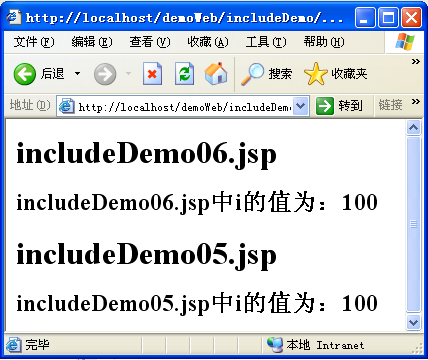 http://localhost/demoWeb/includeDemo/...
文件(F) 编辑(E) 查看(V) 收藏(A) 工具(T) 帮助(H) »
后退 搜索 收藏夹 »
地址(D) http://localhost/demoWeb/includeDem 转到 链接 »
includeDemo06.jsp
includeDemo06.jsp中i的值为：100
includeDemo05.jsp
includeDemo05.jsp中i的值为：100
完毕 本地 Intranet